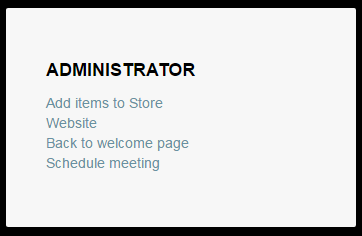 ADMINISTRATOR
Add items to Store
Website
Back to welcome page
Schedule meeting